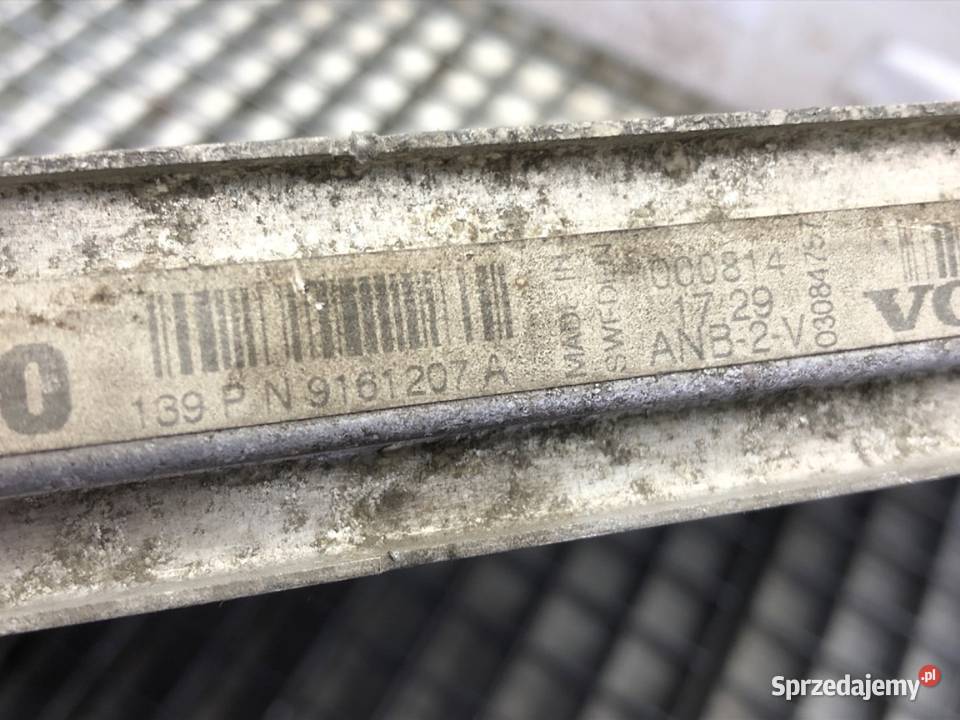 O
139 P N 9161207 A
MADE IN
SWEDEN
000814
17 29
ANB-2-V
03084757
VO
Sprzedajemy.pl